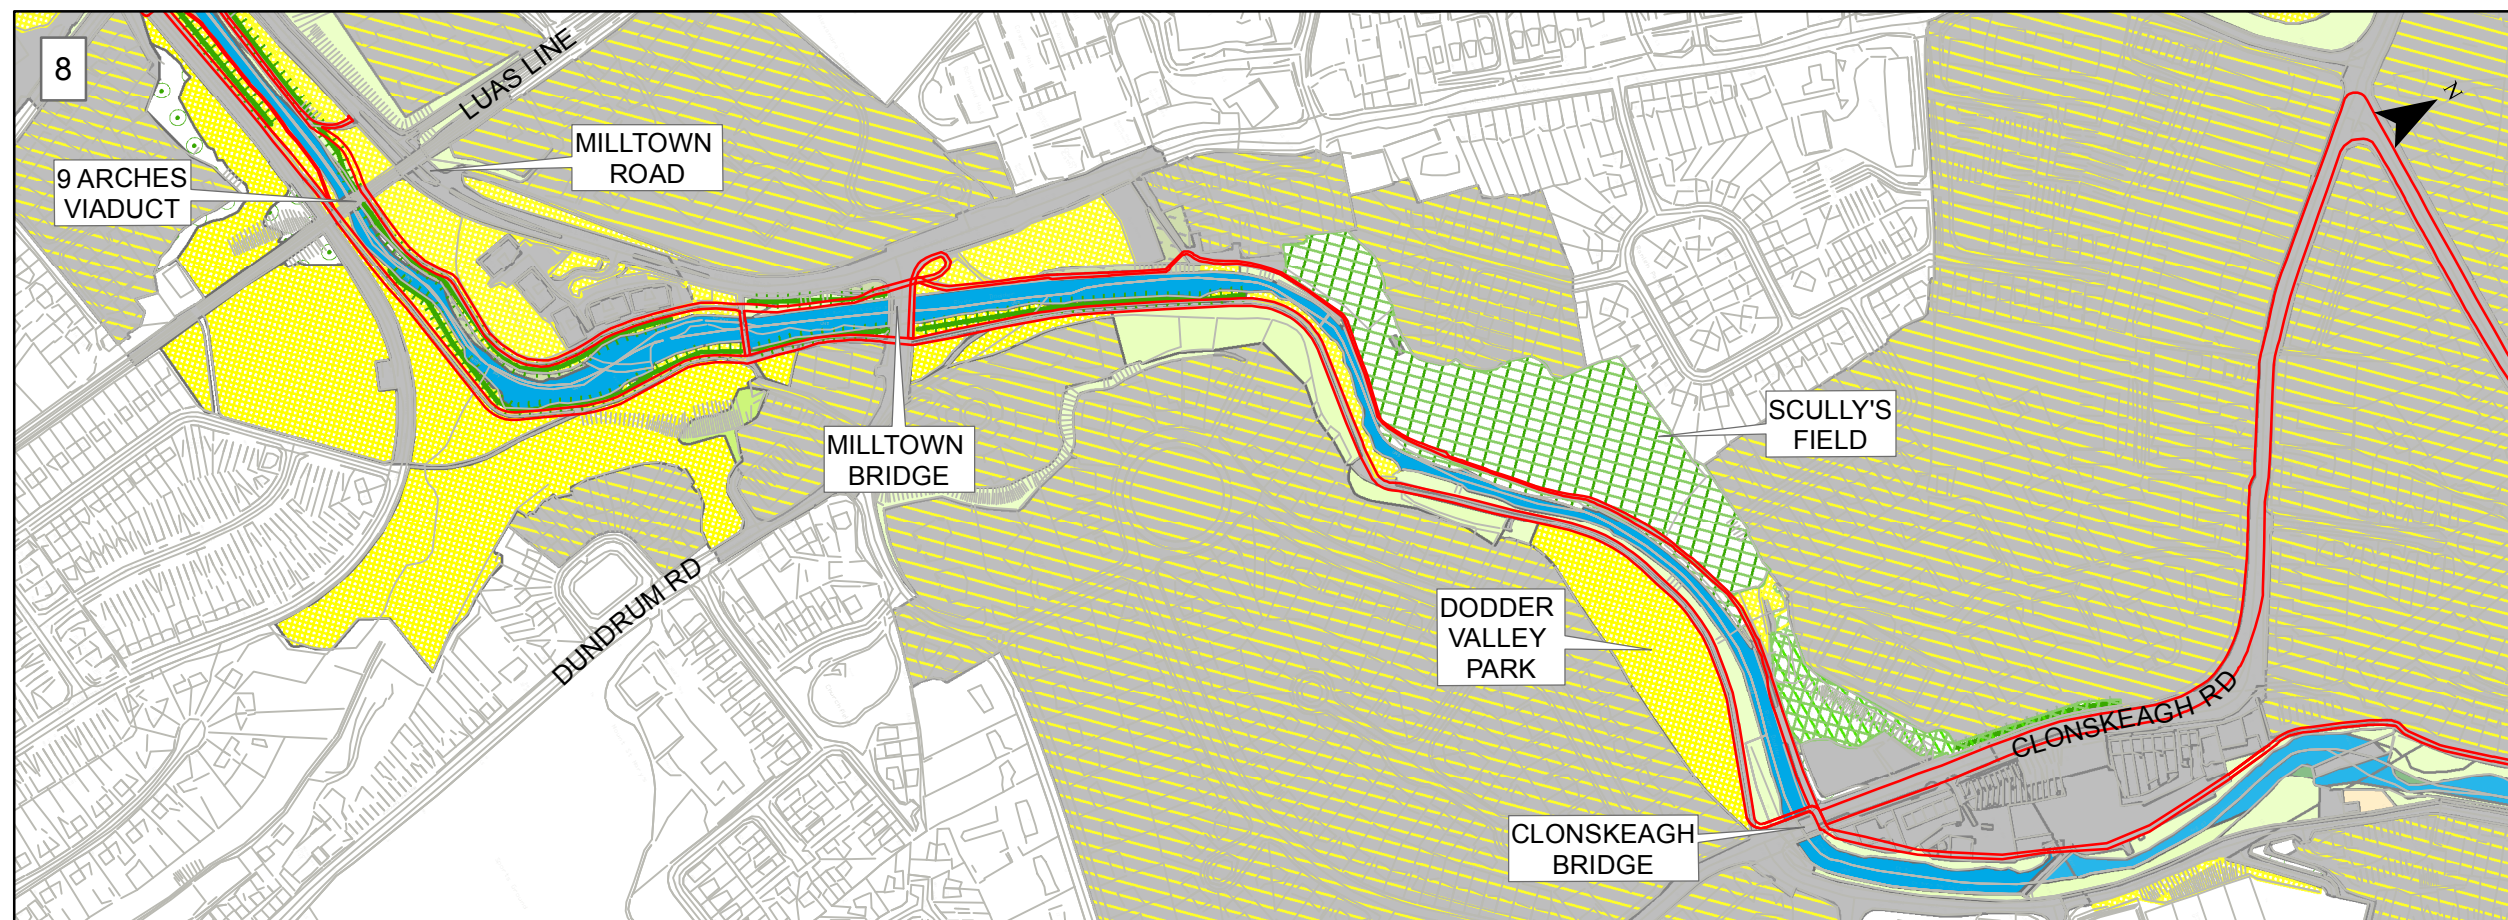 8
LUAS LINE
MILLTOWN
ROAD
9 ARCHES
VIADUCT
N
MILLTOWN
BRIDGE
SCULLY'S
FIELD
DUNDRUM RD
DODDER
VALLEY
PARK
CLONSKEAGH RD
CLONSKEAGH
BRIDGE